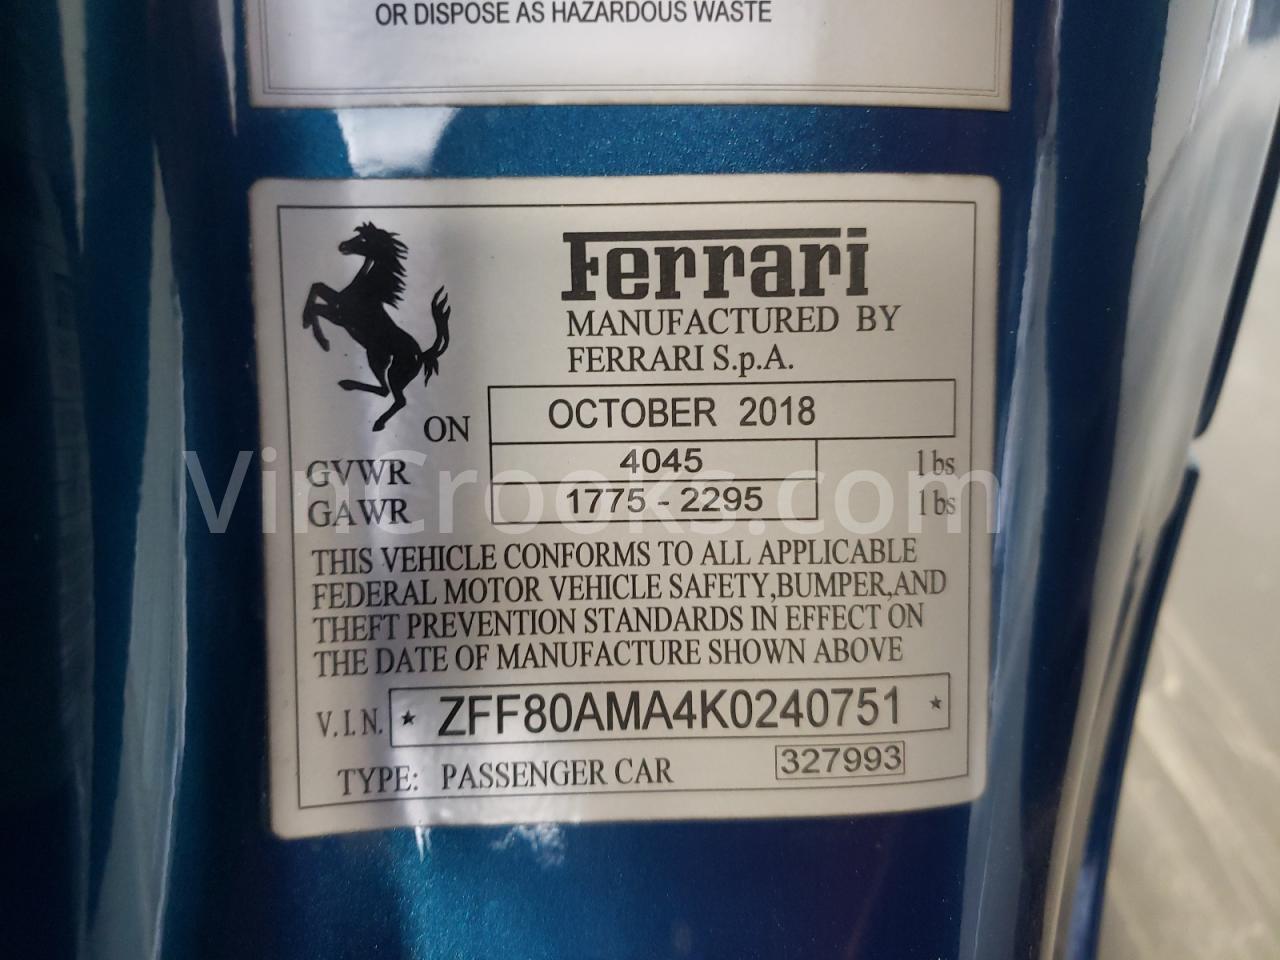 OR DISPOSE AS HAZARDOUS WASTE
Ferrari
MANUFACTURED BY
FERRARI S.p.A.
ON OCTOBER 2018
GVWR 4045 lbs
GAWR 1775 - 2295 lbs
VinCrooks.com
THIS VEHICLE CONFORMS TO ALL APPLICABLE
FEDERAL MOTOR VEHICLE SAFETY,BUMPER,AND
THEFT PREVENTION STANDARDS IN EFFECT ON
THE DATE OF MANUFACTURE SHOWN ABOVE
V.I.N. ★ ZFF80AMA4K0240751 ★
TYPE: PASSENGER CAR 327993